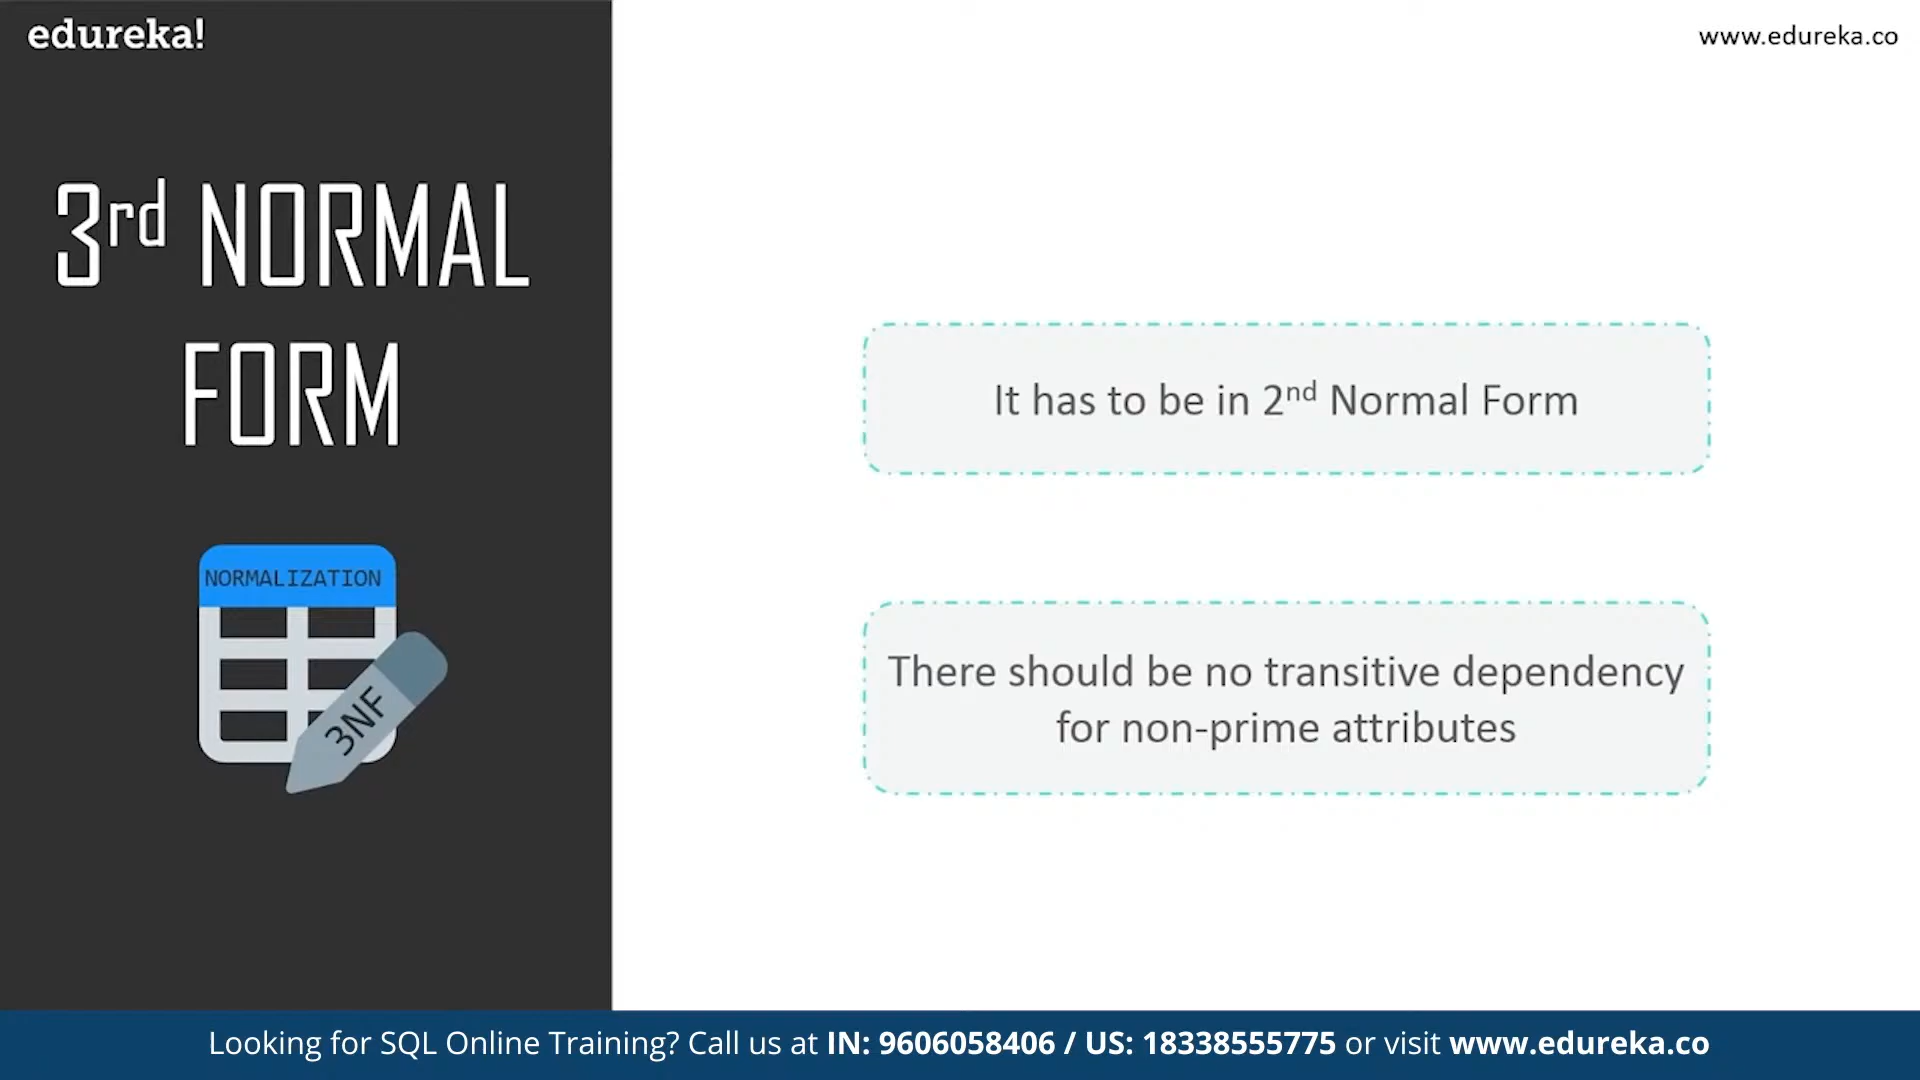 edureka!
www.edureka.co
3rd NORMAL
FORM
NORMALIZATION
3NF
It has to be in 2nd Normal Form
There should be no transitive dependency
for non-prime attributes
Looking for SQL Online Training? Call us at IN: 9606058406 / US: 18338555775 or visit www.edureka.co